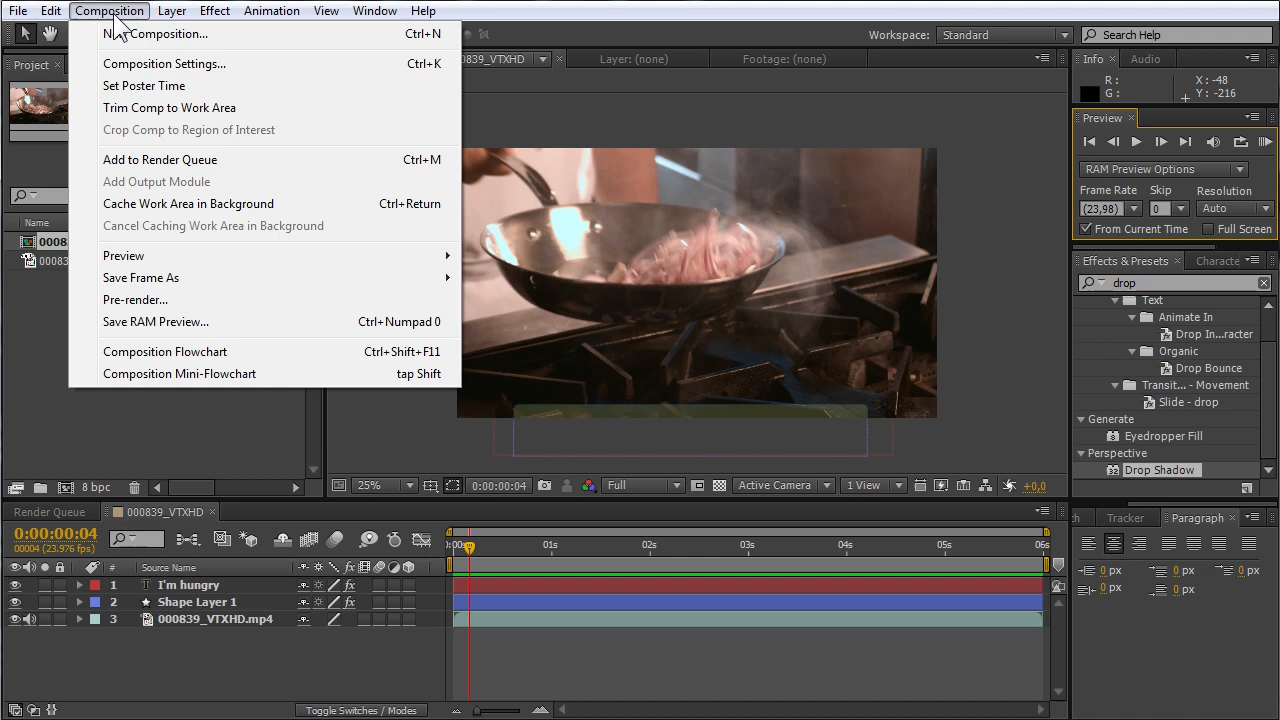 File Edit Composition Layer Effect Animation View Window Help
Composition... Ctrl+N
Workspace: Standard
Search Help
Project
Composition Settings... Ctrl+K
Set Poster Time
Trim Comp to Work Area
Crop Comp to Region of Interest
Add to Render Queue Ctrl+M
Add Output Module
Cache Work Area in Background Ctrl+Return
Cancel Caching Work Area in Background
Preview
Save Frame As
Pre-render...
Save RAM Preview... Ctrl+Numpad 0
Composition Flowchart Ctrl+Shift+F11
Composition Mini-Flowchart tap Shift
Name
8 bpc
0839_VTXHD
Layer: (none)
Footage: (none)
25% 0:00:00:04 Full Active Camera 1 View +0,0
Info Audio
R : X : -48
G : Y : -216
Preview
RAM Preview Options
Frame Rate Skip Resolution
(23,98) 0 Auto
From Current Time Full Screen
Effects & Presets Characte
drop
Text
Animate In
Drop In...racter
Organic
Drop Bounce
Transit... - Movement
Slide - drop
Generate
Eyedropper Fill
Perspective
Drop Shadow
Render Queue 000839_VTXHD
0:00:00:04
00004 (23.976 fps)
01s 02s 03s 04s 05s 06s
# Source Name
1 T I'm hungry
2 Shape Layer 1
3 000839_VTXHD.mp4
Toggle Switches / Modes
Tracker Paragraph
0 px 0 px 0 px
0 px 0 px